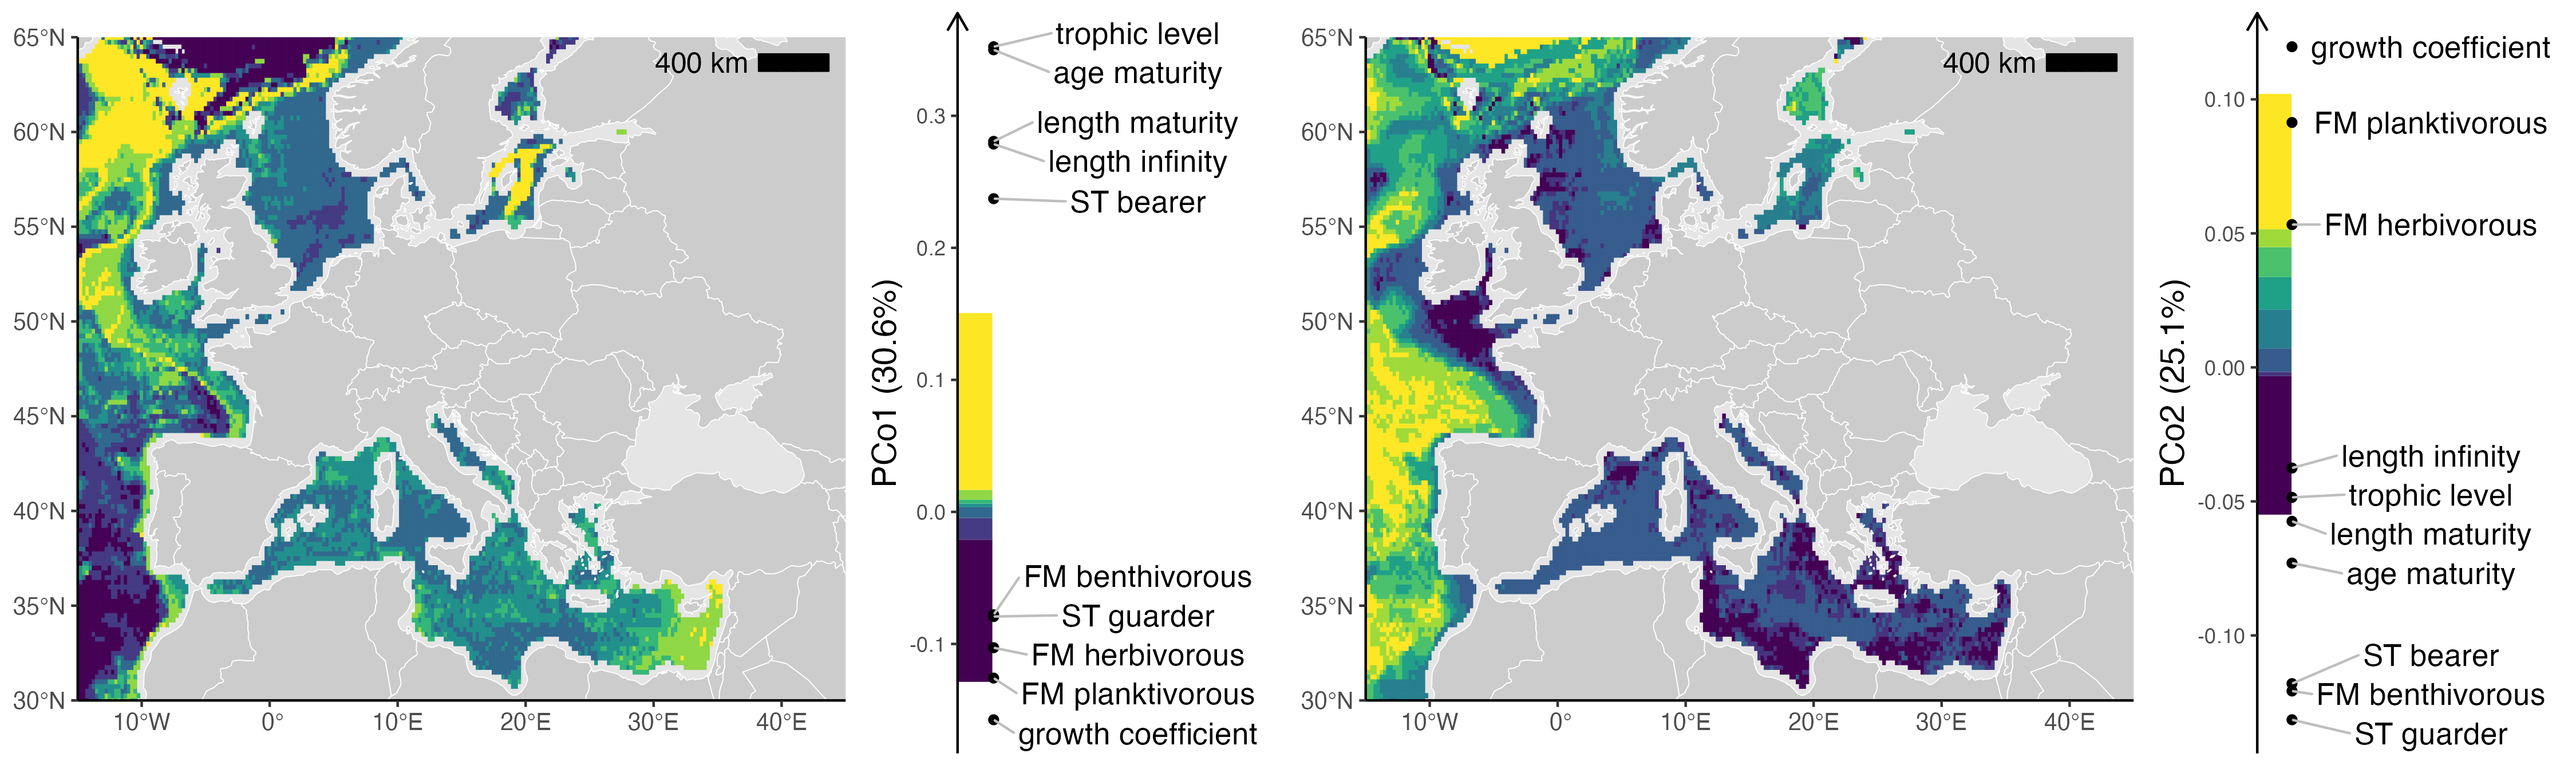 65°N
60°N
55°N
50°N
45°N
40°N
35°N
30°N
10°W
0°
10°E
20°E
30°E
40°E
400 km
PCo1 (30.6%)
0.3
0.2
0.1
0.0
-0.1
trophic level
age maturity
length maturity
length infinity
ST bearer
FM benthivorous
ST guarder
FM herbivorous
FM planktivorous
growth coefficient
65°N
60°N
55°N
50°N
45°N
40°N
35°N
30°N
10°W
0°
10°E
20°E
30°E
40°E
400 km
PCo2 (25.1%)
0.10
0.05
0.00
-0.05
-0.10
growth coefficient
FM planktivorous
FM herbivorous
length infinity
trophic level
length maturity
age maturity
ST bearer
FM benthivorous
ST guarder